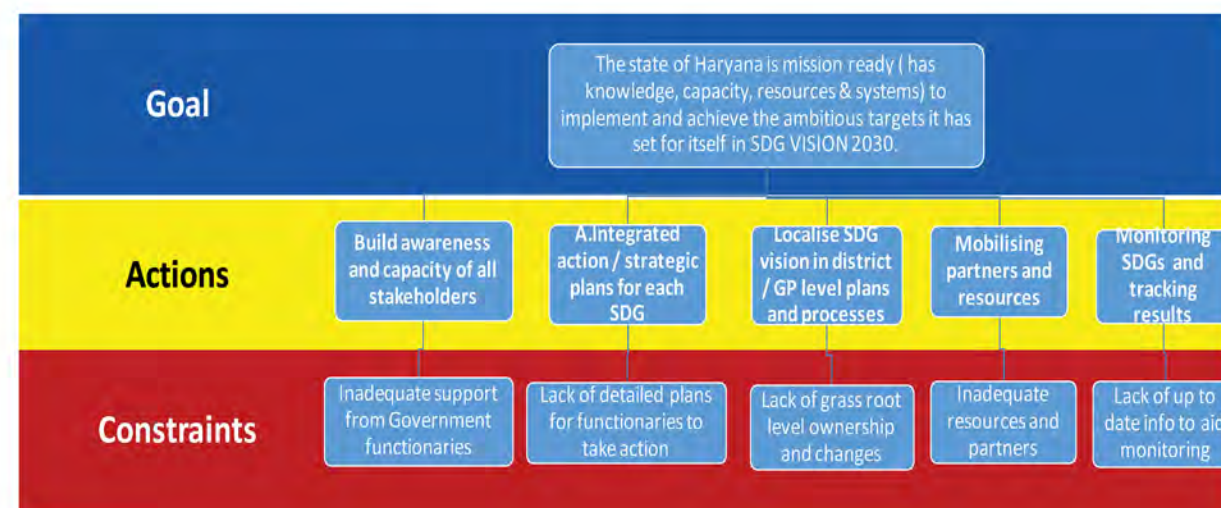 Goal
The state of Haryana is mission ready ( has
knowledge, capacity, resources & systems) to
implement and achieve the ambitious targets it has
set for itself in SDG VISION 2030.
Actions
Build awareness
and capacity of all
stakeholders
A.Integrated
action / strategic
plans for each
SDG
Localise SDG
vision in district
/ GP level plans
and processes
Mobilising
partners and
resources
Monitoring
SDGs and
tracking
results
Constraints
Inadequate support
from Government
functionaries
Lack of detailed plans
for functionaries to
take action
Lack of grass root
level ownership
and changes
Inadequate
resources and
partners
Lack of up to
date info to aid
monitoring